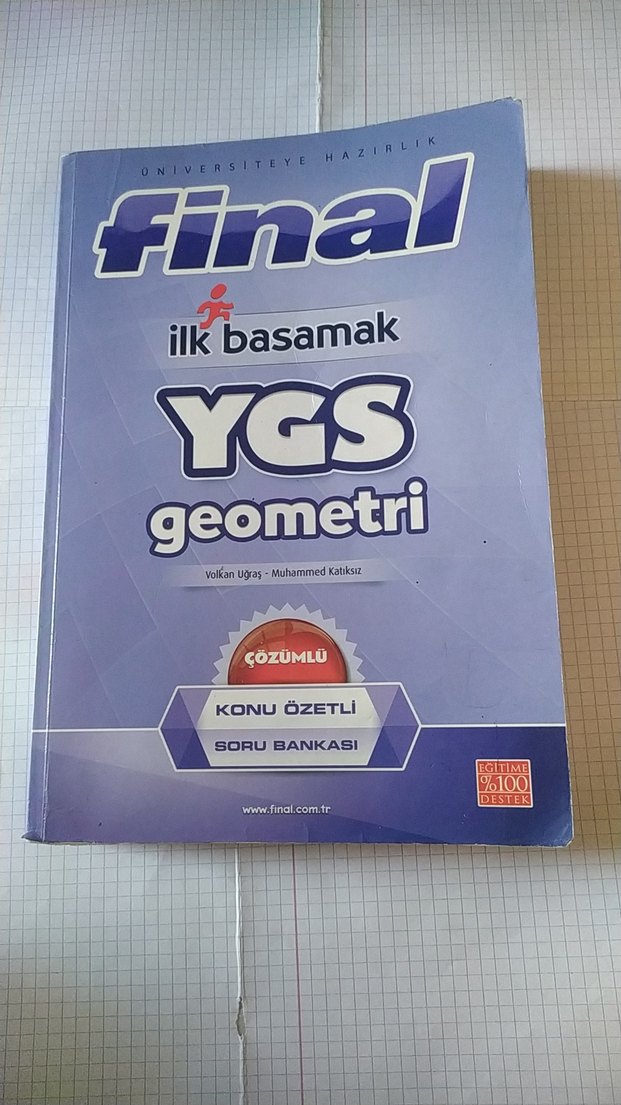 ÜNİVERSİTEYE HAZIRLIK
final
ilk basamak
YGS
geometri
Volkan Uğraş - Muhammed Katıksız
ÇÖZÜMLÜ
KONU ÖZETLİ
SORU BANKASI
EĞİTİME
%100
DESTEK
www.final.com.tr